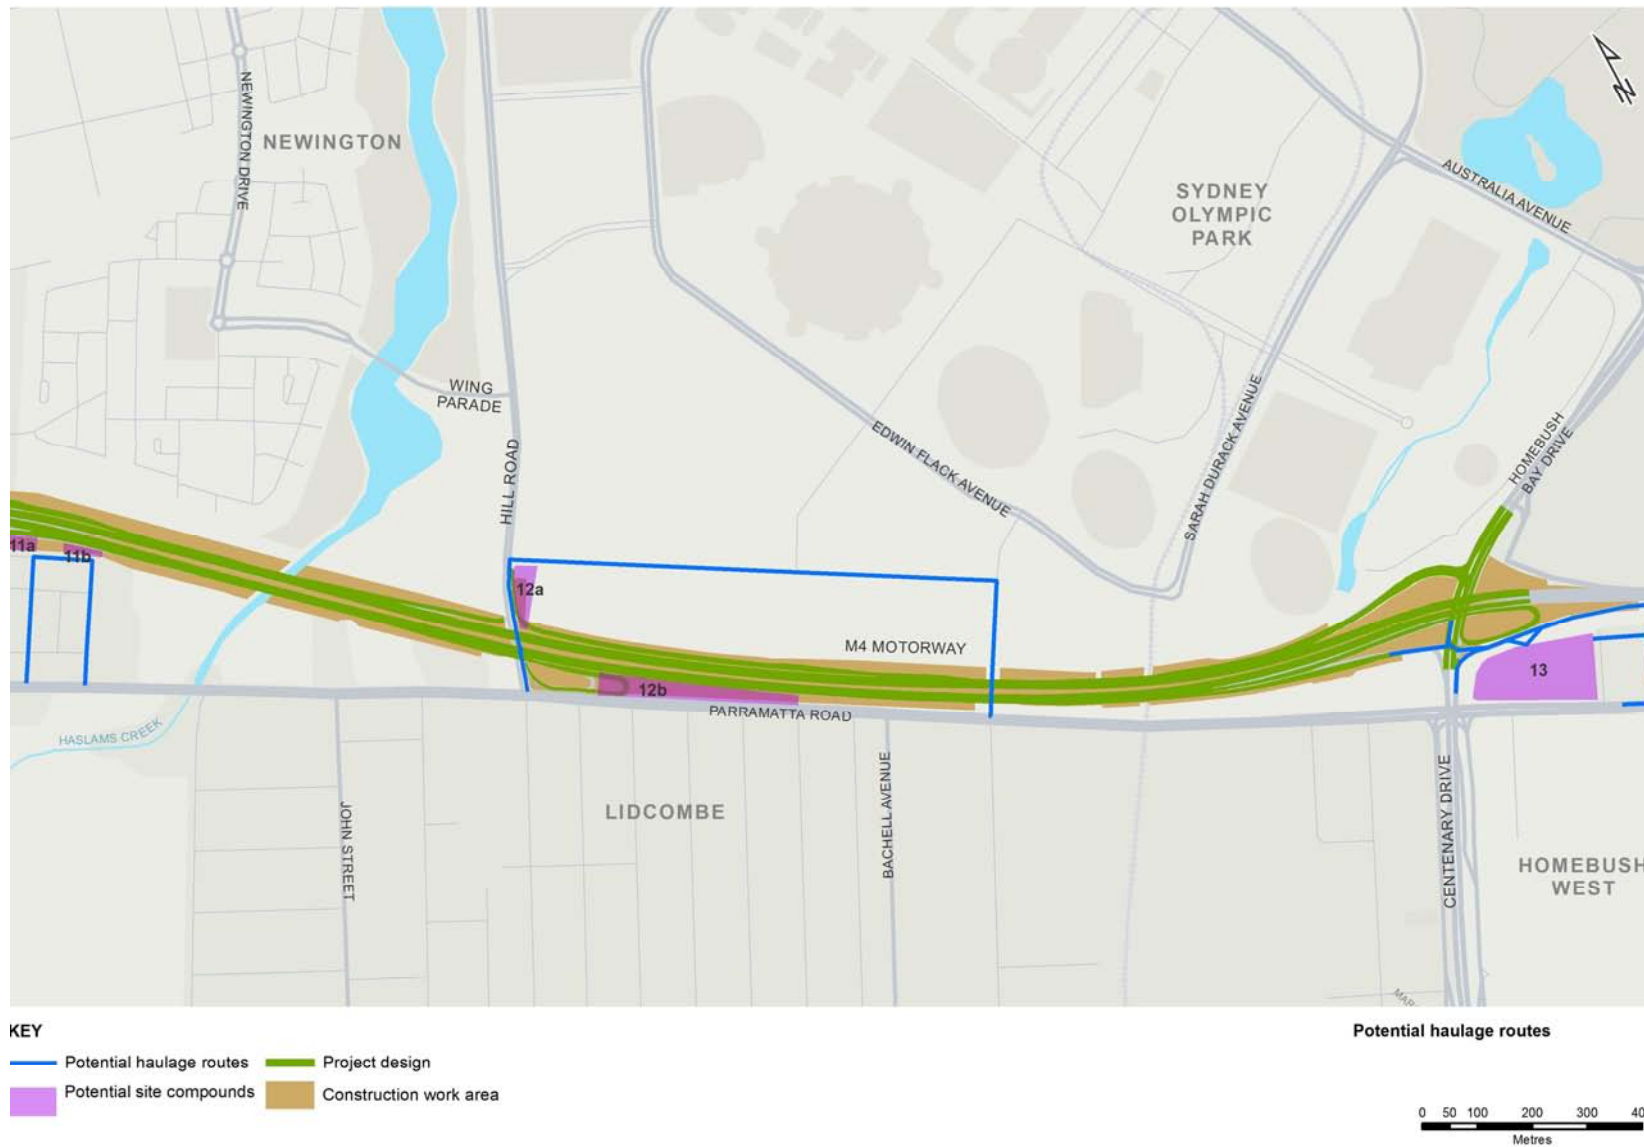 NEWINGTON DRIVE
NEWINGTON
SYDNEY
OLYMPIC
PARK
AUSTRALIA AVENUE
WING
PARADE
HILL ROAD
EDWIN FLACK AVENUE
SARAH DURACK AVENUE
HOMEBUSH
BAY DRIVE
11a
11b
12a
M4 MOTORWAY
12b
13
PARRAMATTA ROAD
HASLAMS CREEK
JOHN STREET
LIDCOMBE
BACHELL AVENUE
CENTENARY DRIVE
HOMEBUSH
WEST
N
KEY
Potential haulage routes
Project design
Potential site compounds
Construction work area
Potential haulage routes
0 50 100 200 300
Metres